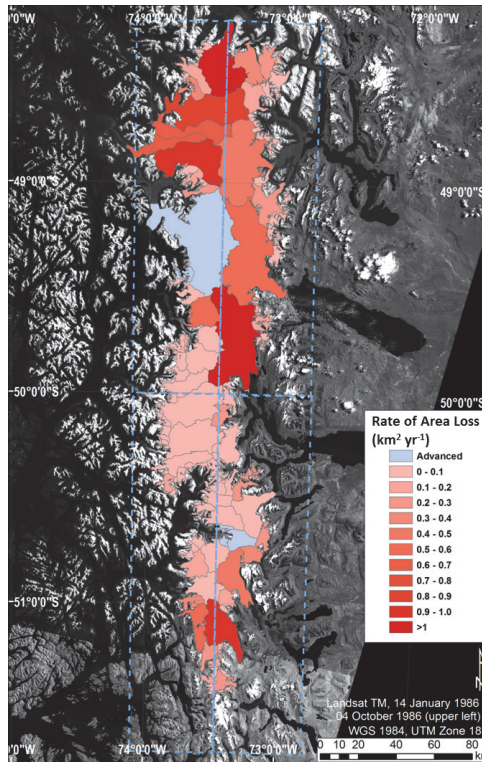 74°0'0"W
73°0'0"W
72°0'0"W
49°0'0"S
49°0'0"S
50°0'0"S
50°0'0"S
Rate of Area Loss
(km² yr⁻¹)
Advanced
0 - 0.1
0.1 - 0.2
0.2 - 0.3
0.3 - 0.4
0.4 - 0.5
0.5 - 0.6
0.6 - 0.7
0.7 - 0.8
0.8 - 0.9
0.9 - 1.0
>1
51°0'0"S
N
Landsat TM, 14 January 1986
04 October 1986 (upper left)
WGS 1984, UTM Zone 18
74°0'0"W
73°0'0"W
0 10 20 40 60 80